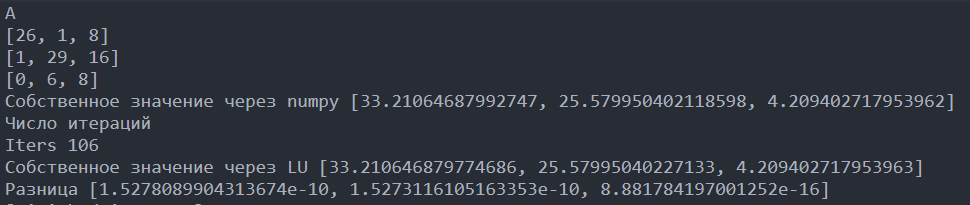 A
[26, 1, 8]
[1, 29, 16]
[0, 6, 8]
Собственное значение через numpy [33.21064687992747, 25.579950402118598, 4.209402717953962]
Число итераций
Iters 106
Собственное значение через LU [33.210646879774686, 25.57995040227133, 4.209402717953963]
Разница [1.5278089904313674e-10, 1.5273116105163353e-10, 8.881784197001252e-16]